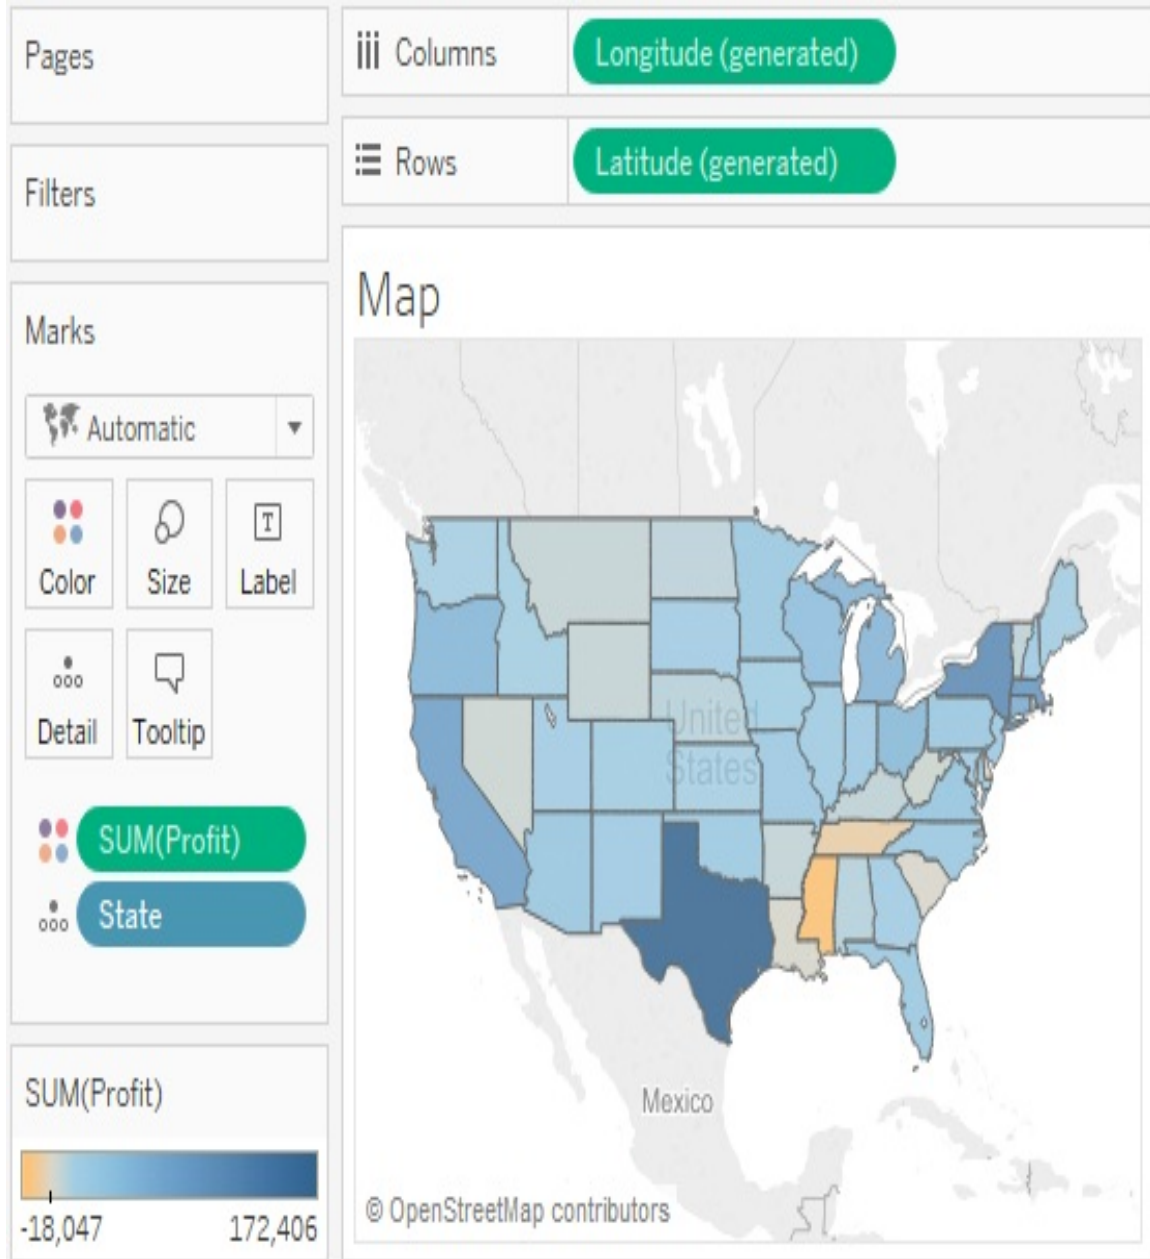 Pages
Columns
Longitude (generated)
Filters
Rows
Latitude (generated)
Marks
Automatic
Color
Size
T
Label
Detail
Tooltip
SUM(Profit)
State
SUM(Profit)
-18,047
172,406
Map
United
States
Mexico
© OpenStreetMap contributors